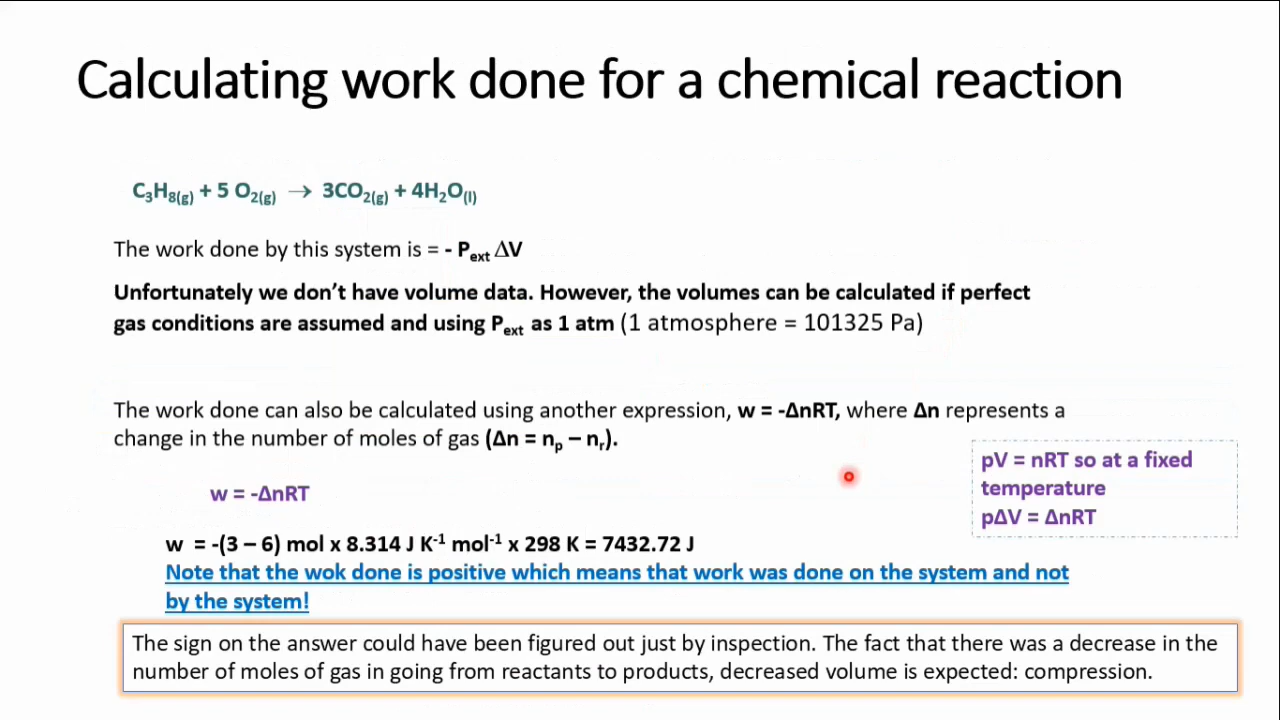 Calculating work done for a chemical reaction
C₃H₈₍g₎ + 5 O₂₍g₎ → 3CO₂₍g₎ + 4H₂O₍l₎
The work done by this system is = - Pext ΔV
Unfortunately we don't have volume data. However, the volumes can be calculated if perfect
gas conditions are assumed and using Pext as 1 atm (1 atmosphere = 101325 Pa)
The work done can also be calculated using another expression, w = -ΔnRT, where Δn represents a
change in the number of moles of gas (Δn = np – nr).
pV = nRT so at a fixed
temperature
pΔV = ΔnRT
w = -ΔnRT
w = -(3 – 6) mol x 8.314 J K⁻¹ mol⁻¹ x 298 K = 7432.72 J
Note that the wok done is positive which means that work was done on the system and not
by the system!
The sign on the answer could have been figured out just by inspection. The fact that there was a decrease in the
number of moles of gas in going from reactants to products, decreased volume is expected: compression.